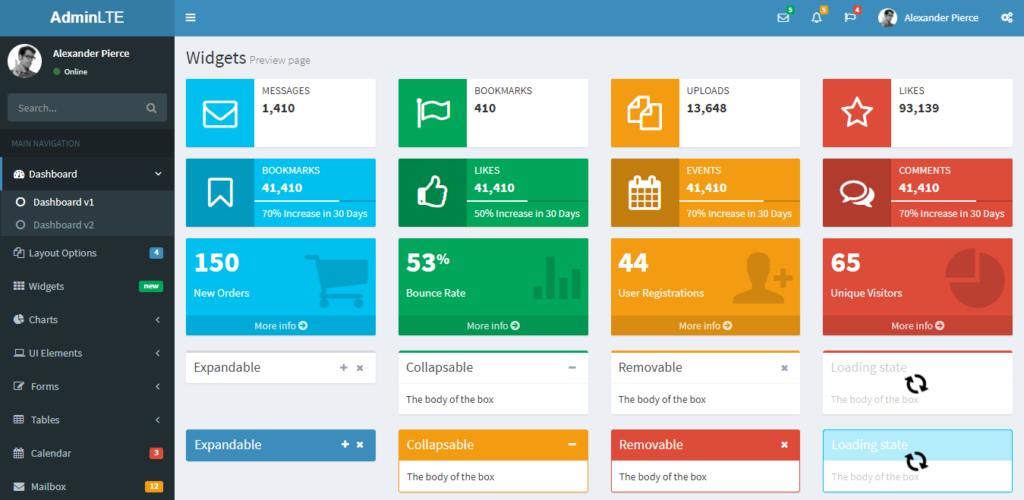 AdminLTE
5
5
4
Alexander Pierce
Alexander Pierce
Online
Search...
MAIN NAVIGATION
Dashboard
Dashboard v1
Dashboard v2
Layout Options 4
Widgets new
Charts
UI Elements
Forms
Tables
Calendar 3
Mailbox 12
Widgets Preview page
MESSAGES
1,410
BOOKMARKS
410
UPLOADS
13,648
LIKES
93,139
BOOKMARKS
41,410
70% Increase in 30 Days
LIKES
41,410
50% Increase in 30 Days
EVENTS
41,410
70% Increase in 30 Days
COMMENTS
41,410
70% Increase in 30 Days
150
New Orders
More info
53%
Bounce Rate
More info
44
User Registrations
More info
65
Unique Visitors
More info
Expandable
Collapsable
The body of the box
Removable
The body of the box
Loading state
The body of the box
Expandable
Collapsable
The body of the box
Removable
The body of the box
Loading state
The body of the box